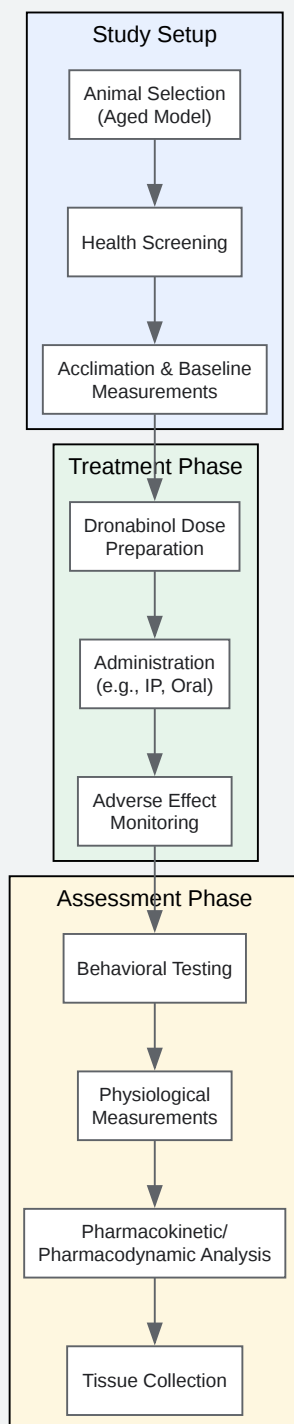 Study Setup
Animal Selection
(Aged Model)
Health Screening
Acclimation & Baseline
Measurements
Treatment Phase
Dronabinol Dose
Preparation
Administration
(e.g., IP, Oral)
Adverse Effect
Monitoring
Assessment Phase
Behavioral Testing
Physiological
Measurements
Pharmacokinetic/
Pharmacodynamic Analysis
Tissue Collection